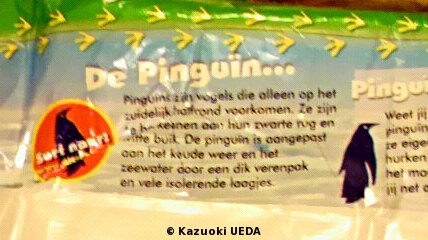 De Pinguïn...
Pinguïns zijn vogels die alleen op het
zuidelijk halfrond voorkomen. Ze zijn
te herkennen aan hun zwarte rug en
witte buik. De pinguïn is aangepast
aan het koude weer en het
zeewater door een dik verenpak
en vele isolerende laagjes.
Weet jij
pinguïn
ze eigen
hurken
het mo
jij net a
© Kazuoki UEDA